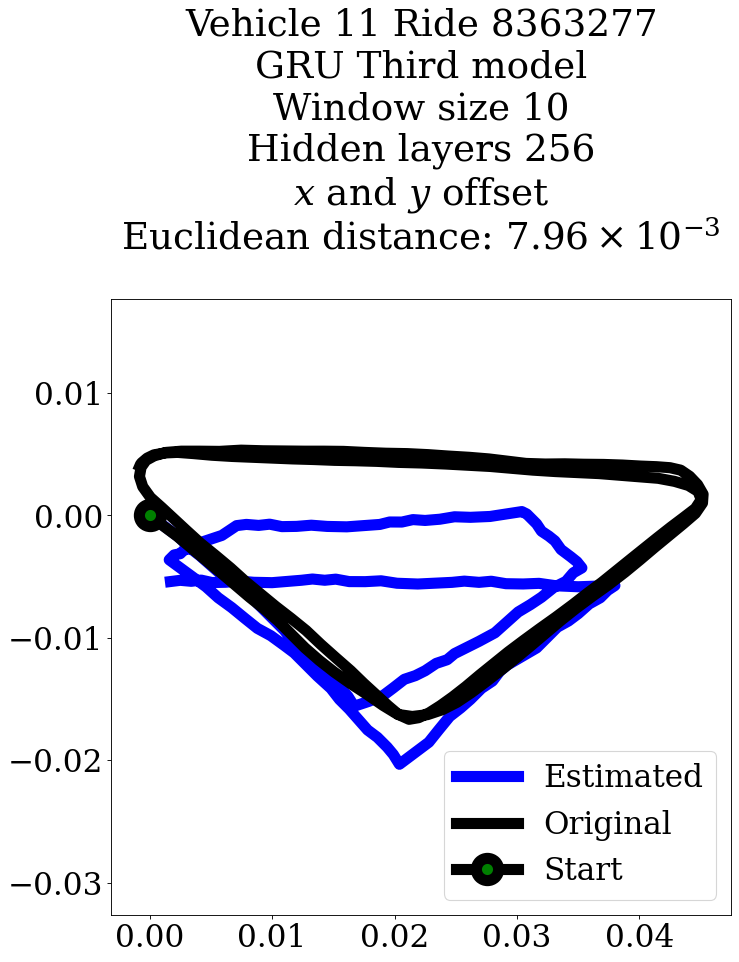 Vehicle 11 Ride 8363277
GRU Third model
Window size 10
Hidden layers 256
x and y offset
Euclidean distance: 7.96 × 10⁻³
0.01
0.00
−0.01
−0.02
−0.03
Estimated
Original
Start
0.00 0.01 0.02 0.03 0.04